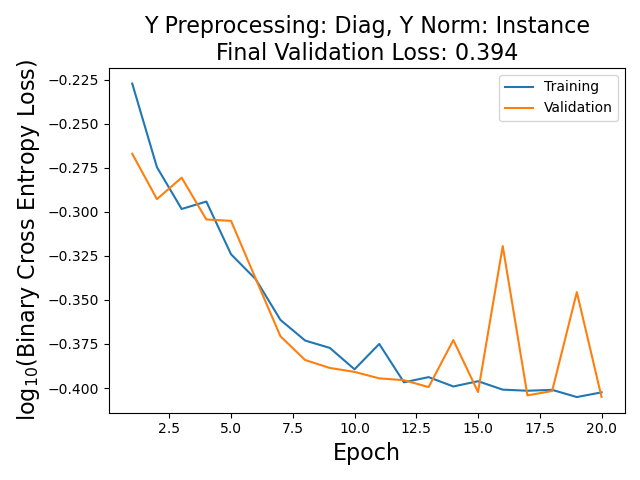 Y Preprocessing: Diag, Y Norm: Instance
Final Validation Loss: 0.394
log₁₀(Binary Cross Entropy Loss)
−0.225
−0.250
−0.275
−0.300
−0.325
−0.350
−0.375
−0.400
Training
Validation
2.5 5.0 7.5 10.0 12.5 15.0 17.5 20.0
Epoch